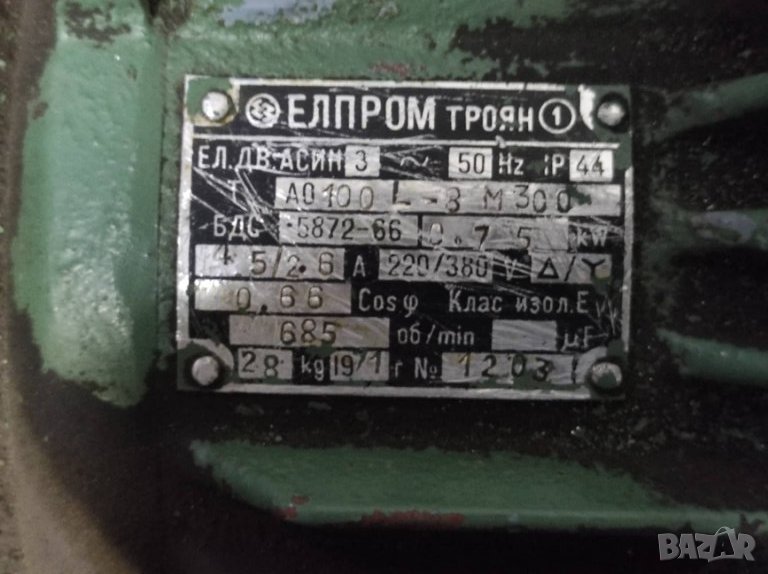 ЕЛПРОМ ТРОЯН 1
ЕЛ.ДВ.АСИН 3 ~ 50 Hz IP 44
Т АО100 L-8 М300
БДС 5872-66 0.75 kW
4.5/2.6 А 220/380 V Δ/Y
0.66 Cos φ Клас изол. Е
685 об/min μF
28 kg 1971 г № 1203
BAZAR